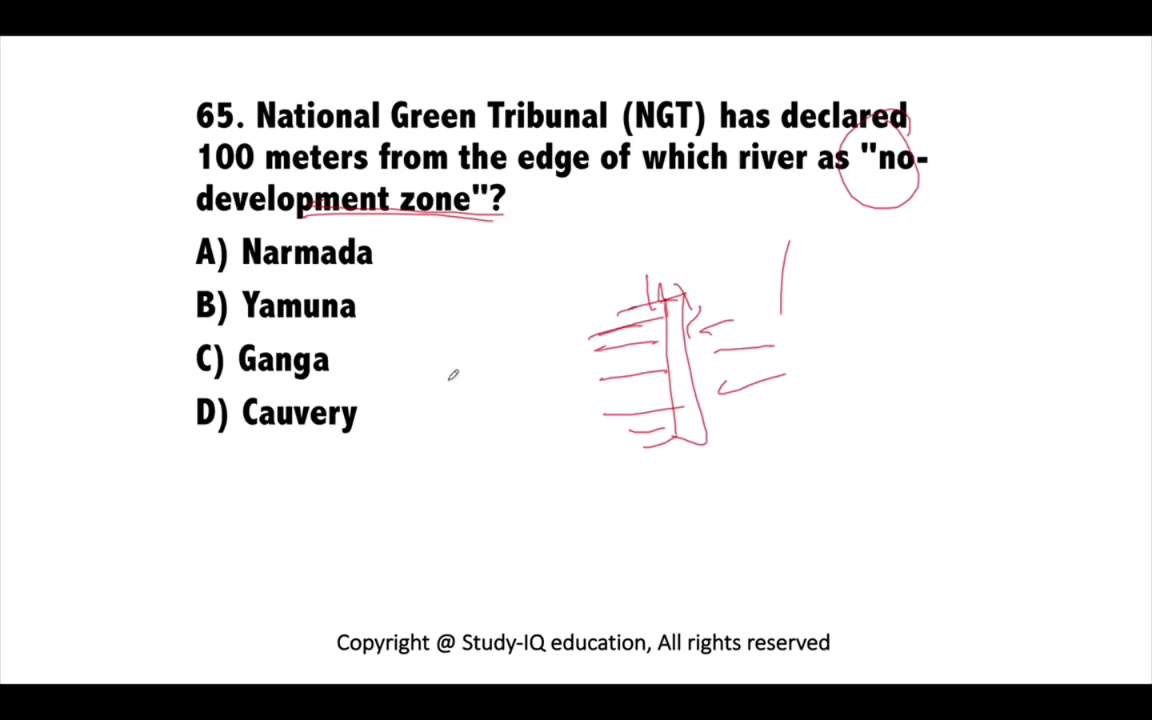 65. National Green Tribunal (NGT) has declared
100 meters from the edge of which river as "no-
development zone"?
A) Narmada
B) Yamuna
C) Ganga
D) Cauvery
Copyright @ Study-IQ education, All rights reserved